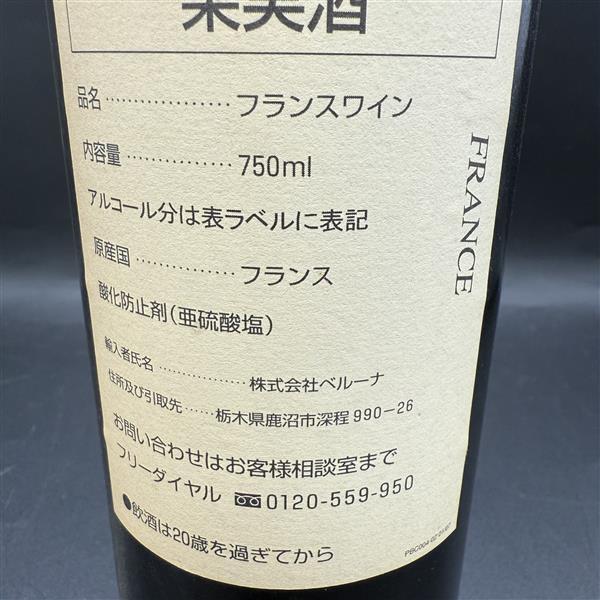 果実酒
品名………………フランスワイン
内容量……………750ml
アルコール分は表ラベルに表記
原産国……………フランス
酸化防止剤(亜硫酸塩)
輸入者氏名…………株式会社ベルーナ
住所及び引取先……栃木県鹿沼市深程990-26
お問い合わせはお客様相談室まで
フリーダイヤル 0120-559-950
●飲酒は20歳を過ぎてから
FRANCE